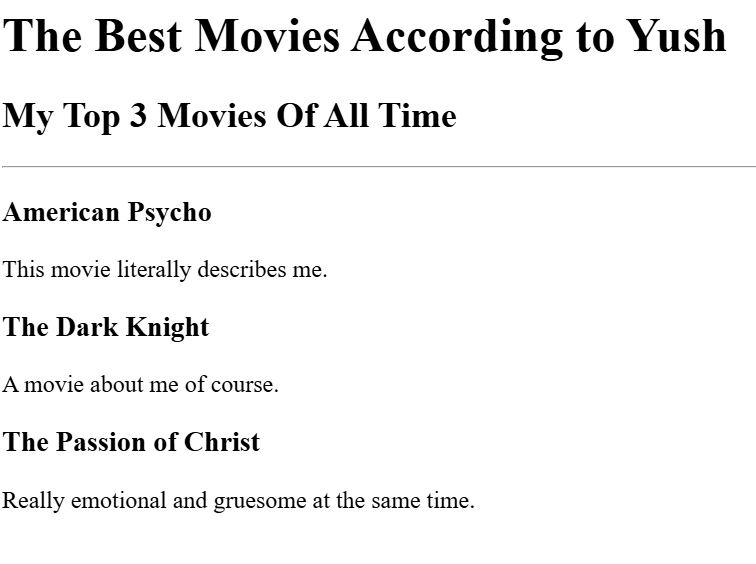 The Best Movies According to Yush
My Top 3 Movies Of All Time
American Psycho
This movie literally describes me.
The Dark Knight
A movie about me of course.
The Passion of Christ
Really emotional and gruesome at the same time.